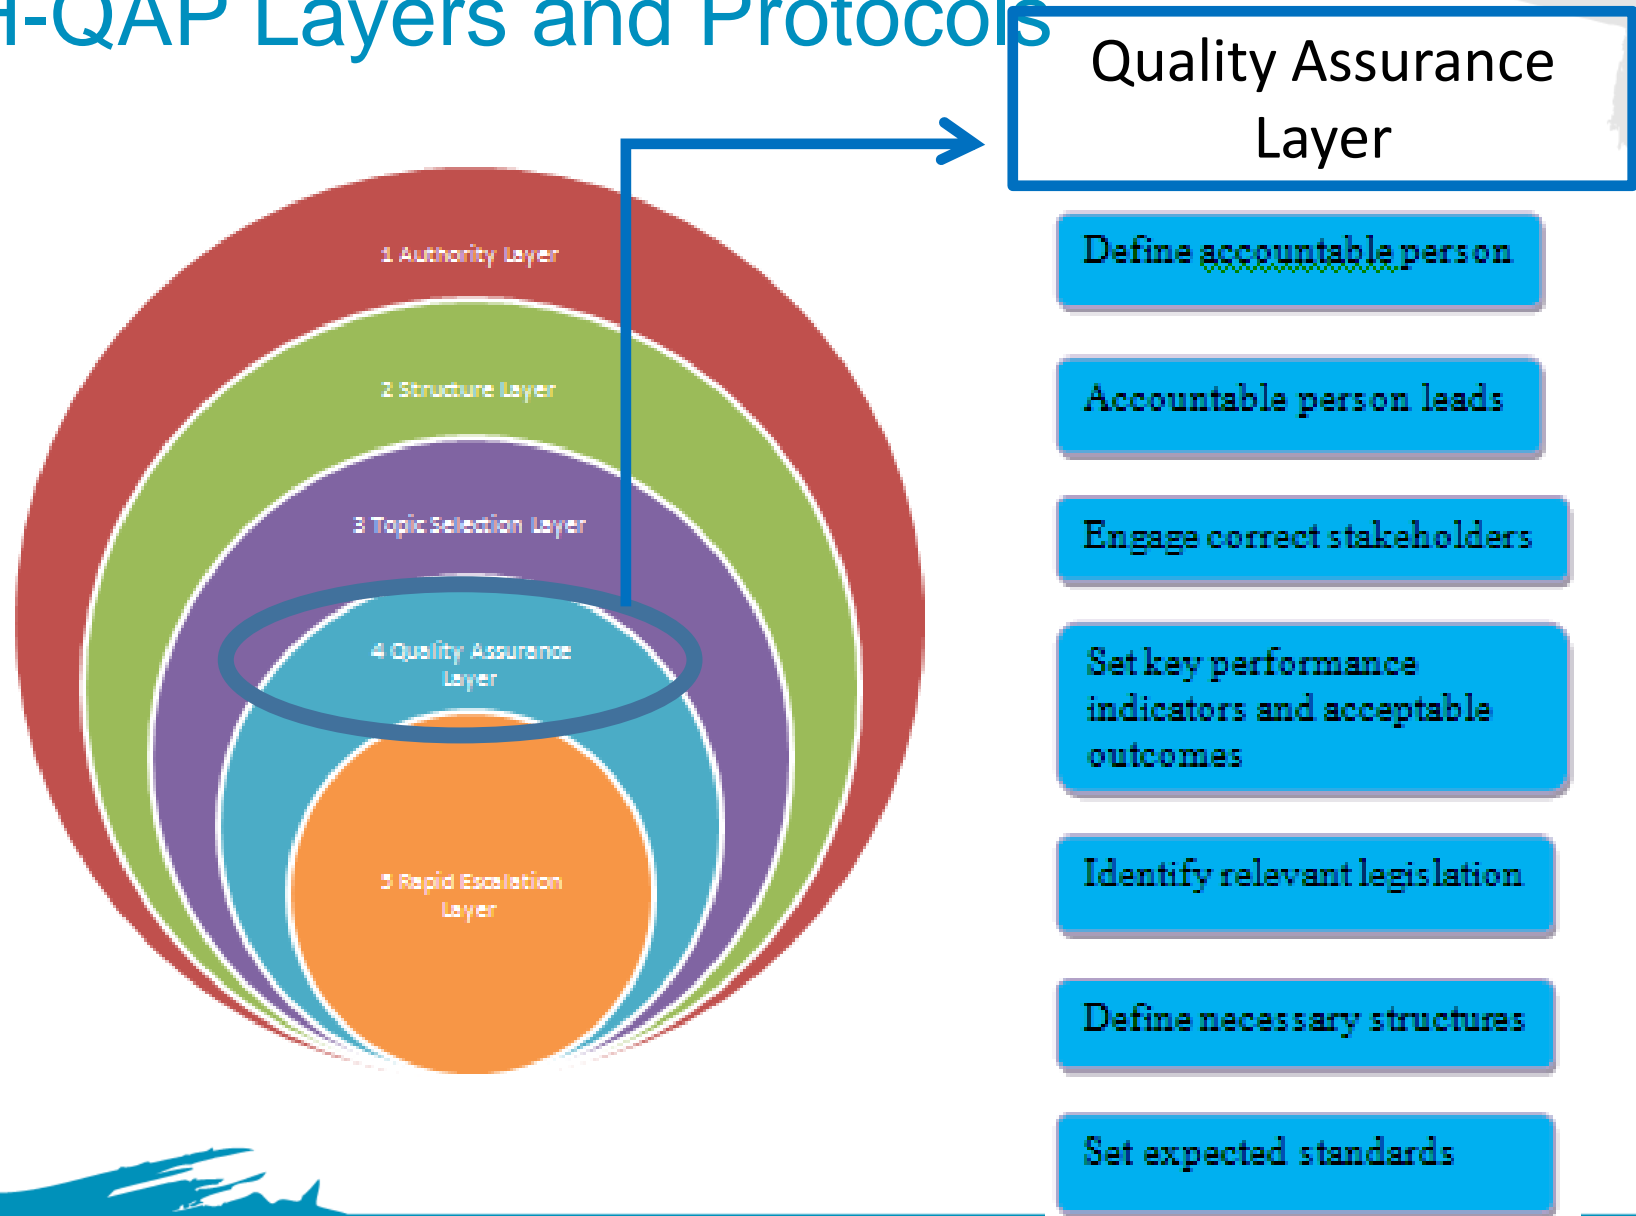 H-QAP Layers and Protocols
Quality Assurance
Layer
1 Authority Layer
2 Structure Layer
3 Topic Selection Layer
4 Quality Assurance
Layer
5 Rapid Escalation
Layer
Define accountable person
Accountable person leads
Engage correct stakeholders
Set key performance
indicators and acceptable
outcomes
Identify relevant legislation
Define necessary structures
Set expected standards